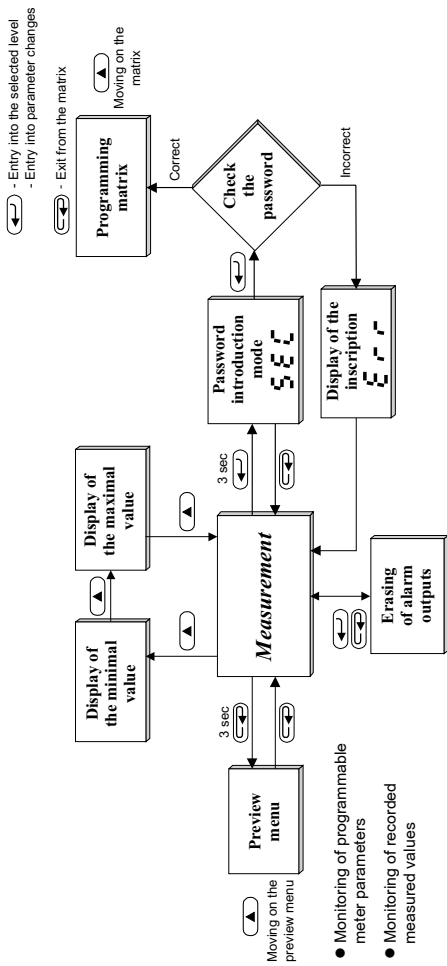 - Entry into the selected level
- Entry into parameter changes
- Exit from the matrix
Moving on the
matrix
Programming
matrix
Correct
Check
the
password
Incorrect
Password
introduction
mode
SEC
Display of the
inscription
Err
3 sec
Display of
the maximal
value
Display of
the minimal
value
Measurement
Erasing
of alarm
outputs
3 sec
Preview
menu
Moving on the
preview menu
● Monitoring of programmable
meter parameters
● Monitoring of recorded
measured values